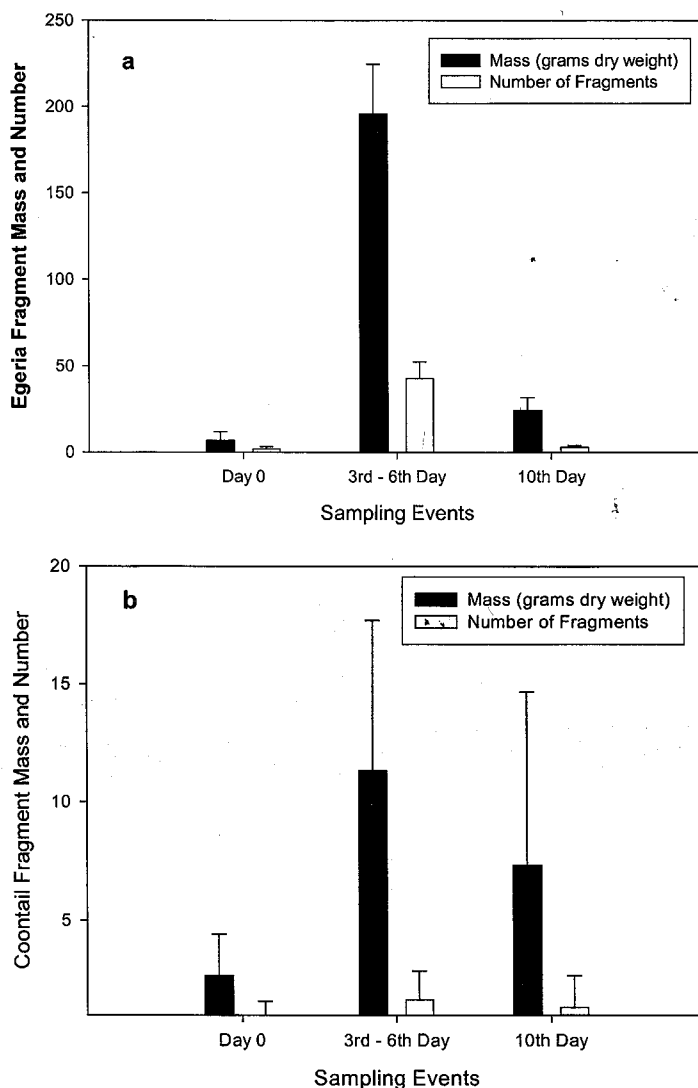 250
200
150
100
50
0
Egeria Fragment Mass and Number
a
Mass (grams dry weight)
Number of Fragments
Day 0 3rd - 6th Day 10th Day
Sampling Events
20
15
10
5
Coontail Fragment Mass and Number
b
Mass (grams dry weight)
Number of Fragments
Day 0 3rd - 6th Day 10th Day
Sampling Events